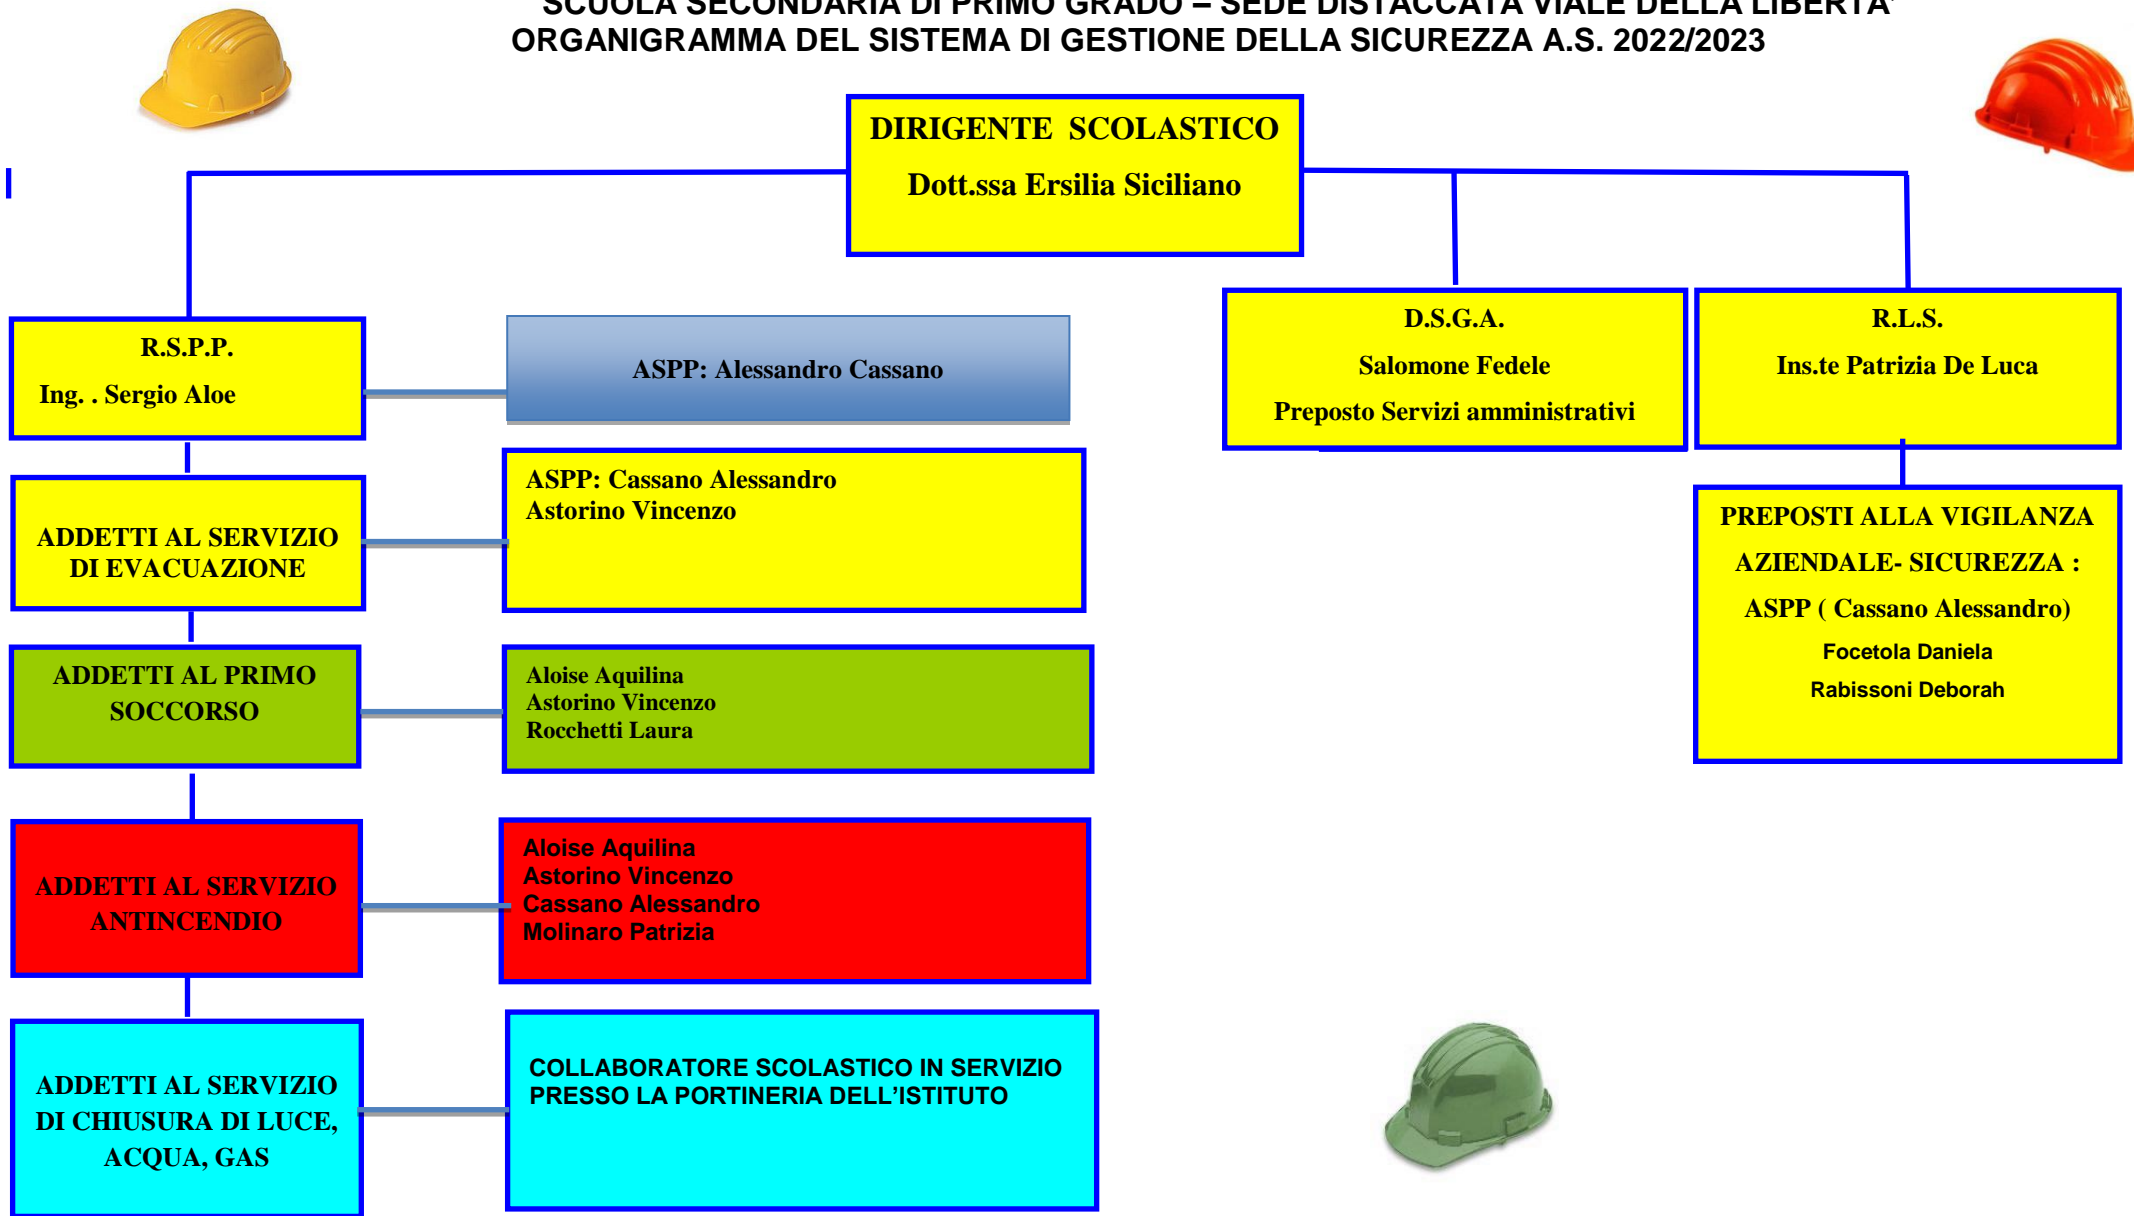 SCUOLA SECONDARIA DI PRIMO GRADO – SEDE DISTACCATA VIALE DELLA LIBERTA'
ORGANIGRAMMA DEL SISTEMA DI GESTIONE DELLA SICUREZZA A.S. 2022/2023
DIRIGENTE SCOLASTICO
Dott.ssa Ersilia Siciliano
R.S.P.P.
Ing. . Sergio Aloe
ASPP: Alessandro Cassano
D.S.G.A.
Salomone Fedele
Preposto Servizi amministrativi
R.L.S.
Ins.te Patrizia De Luca
ADDETTI AL SERVIZIO
DI EVACUAZIONE
ASPP: Cassano Alessandro
Astorino Vincenzo
PREPOSTI ALLA VIGILANZA
AZIENDALE- SICUREZZA :
ASPP ( Cassano Alessandro)
Focetola Daniela
Rabissoni Deborah
ADDETTI AL PRIMO
SOCCORSO
Aloise Aquilina
Astorino Vincenzo
Rocchetti Laura
ADDETTI AL SERVIZIO
ANTINCENDIO
Aloise Aquilina
Astorino Vincenzo
Cassano Alessandro
Molinaro Patrizia
ADDETTI AL SERVIZIO
DI CHIUSURA DI LUCE,
ACQUA, GAS
COLLABORATORE SCOLASTICO IN SERVIZIO
PRESSO LA PORTINERIA DELL'ISTITUTO